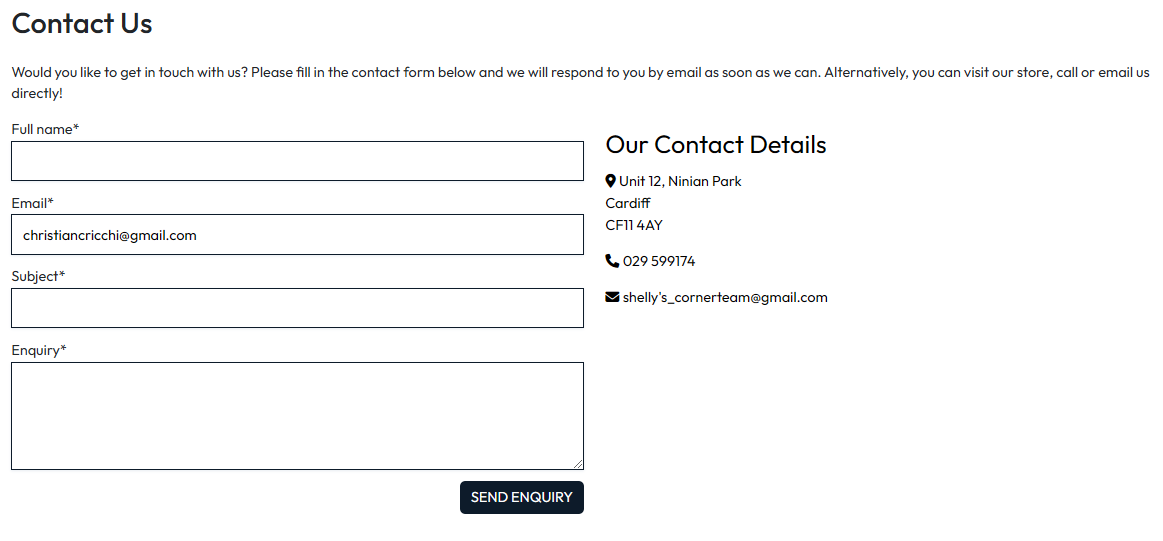 Contact Us
Would you like to get in touch with us? Please fill in the contact form below and we will respond to you by email as soon as we can. Alternatively, you can visit our store, call or email us
directly!
Full name*
Email*
christiancricchi@gmail.com
Subject*
Enquiry*
SEND ENQUIRY
Our Contact Details
Unit 12, Ninian Park
Cardiff
CF11 4AY
029 599174
shelly's_cornerteam@gmail.com